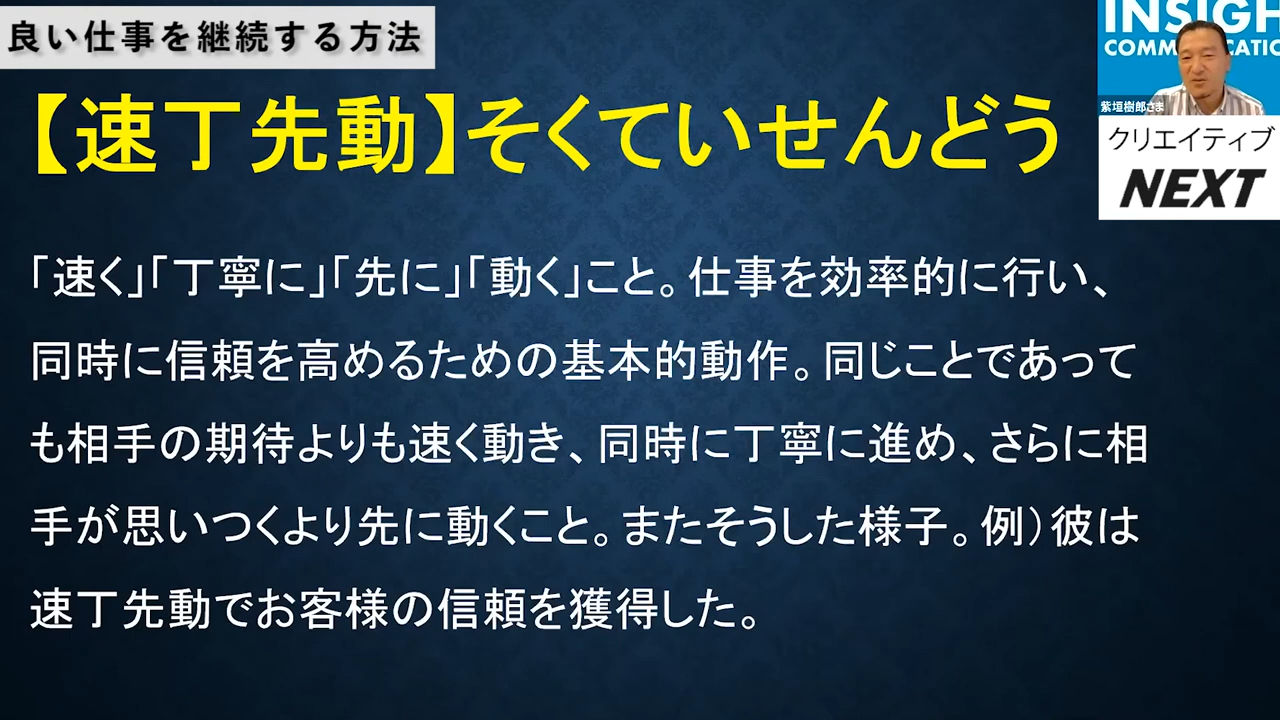 良い仕事を継続する方法
INSIGH
COMM
CATIO
紫垣樹郎さま
クリエイティブ
NEXT
【速丁先動】そくていせんどう
「速く」「丁寧に」「先に」「動く」こと。仕事を効率的に行い、
同時に信頼を高めるための基本的動作。同じことであって
も相手の期待よりも速く動き、同時に丁寧に進め、さらに相
手が思いつくより先に動くこと。またそうした様子。例）彼は
速丁先動でお客様の信頼を獲得した。